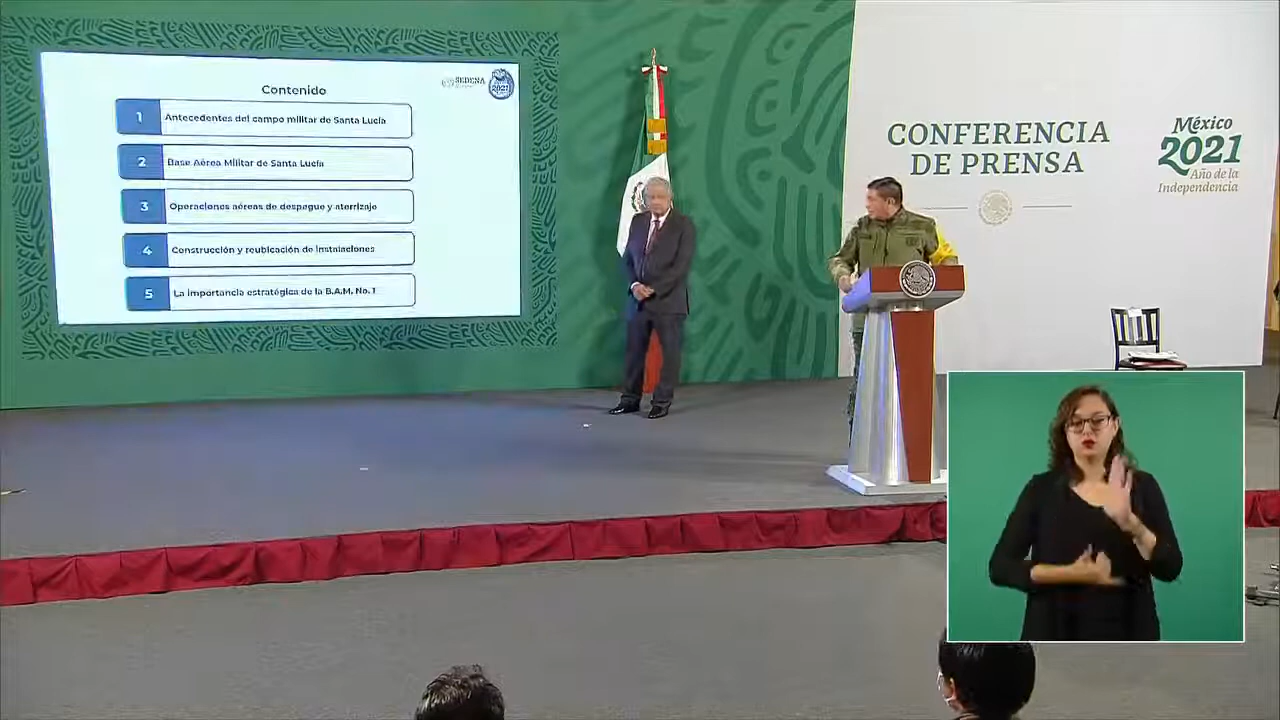 Contenido
SEDENA
2021
1 Antecedentes del campo militar de Santa Lucía
2 Base Aérea Militar de Santa Lucía
3 Operaciones aéreas de despegue y aterrizaje
4 Construcción y reubicación de instalaciones
5 La importancia estratégica de la B.A.M. No. 1
CONFERENCIA
DE PRENSA
México
2021
Año de la
Independencia